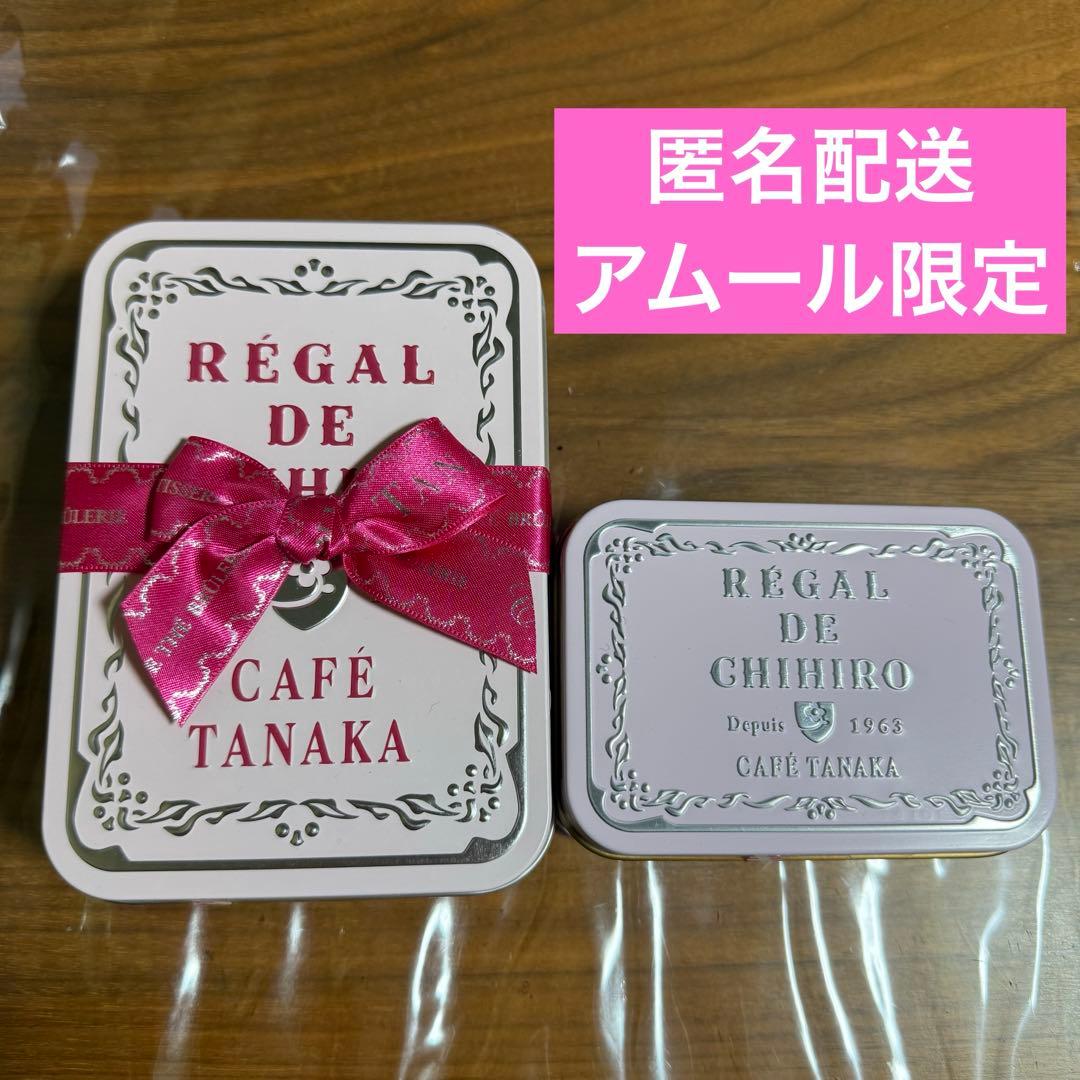 匿名配送
アムール限定
RÉGAL
DE
CAFÉ
TANAKA
RÉGAL
DE
CHIHIRO
Depuis 1963
CAFÉ TANAKA